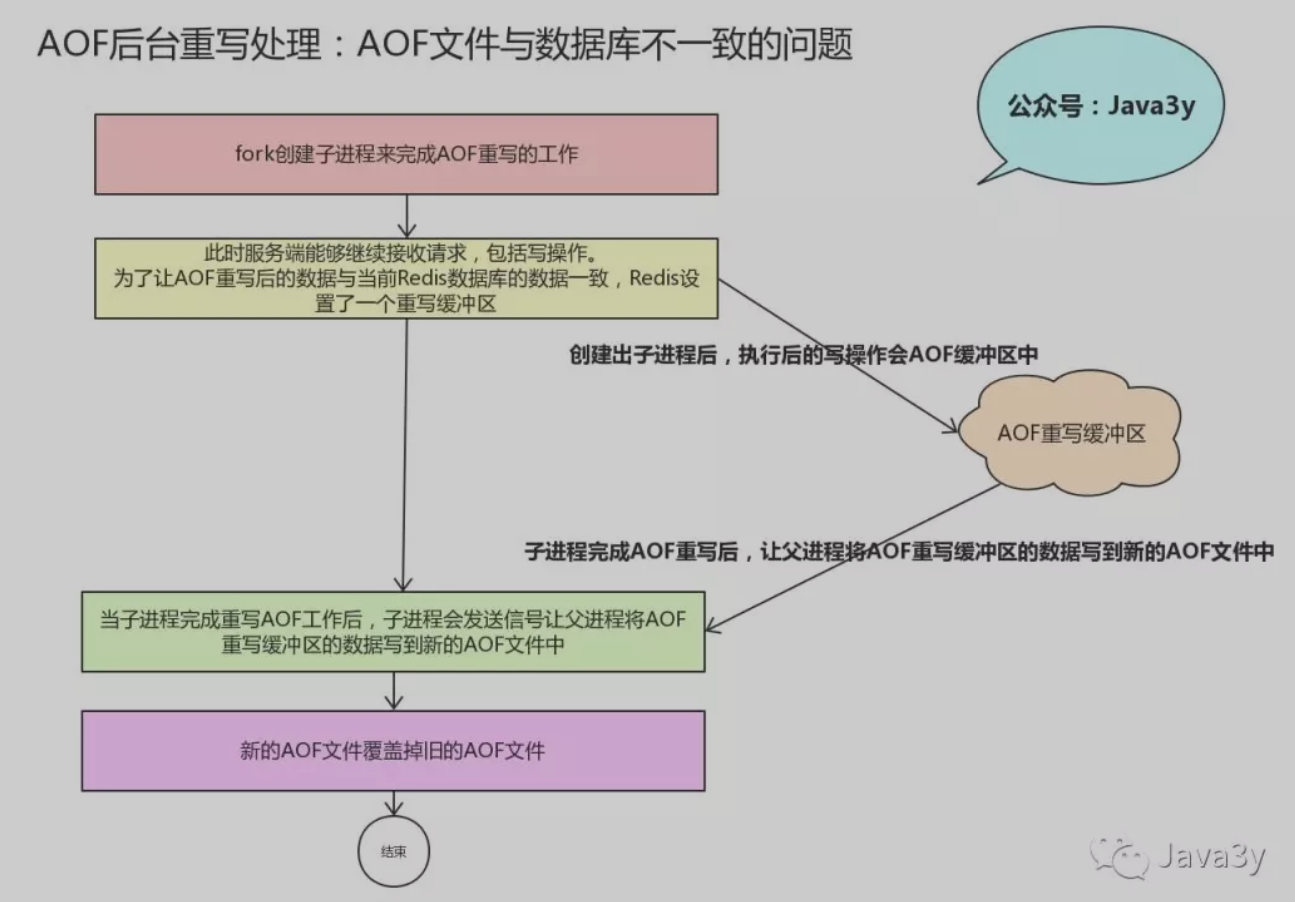 AOF后台重写处理：AOF文件与数据库不一致的问题
公众号：Java3y
fork创建子进程来完成AOF重写的工作
此时服务端能够继续接收请求，包括写操作。
为了让AOF重写后的数据与当前Redis数据库的数据一致，Redis设
置了一个重写缓冲区
创建出子进程后，执行后的写操作会AOF缓冲区中
AOF重写缓冲区
子进程完成AOF重写后，让父进程将AOF重写缓冲区的数据写到新的AOF文件中
当子进程完成重写AOF工作后，子进程会发送信号让父进程将AOF
重写缓冲区的数据写到新的AOF文件中
新的AOF文件覆盖掉旧的AOF文件
结束
Java3y